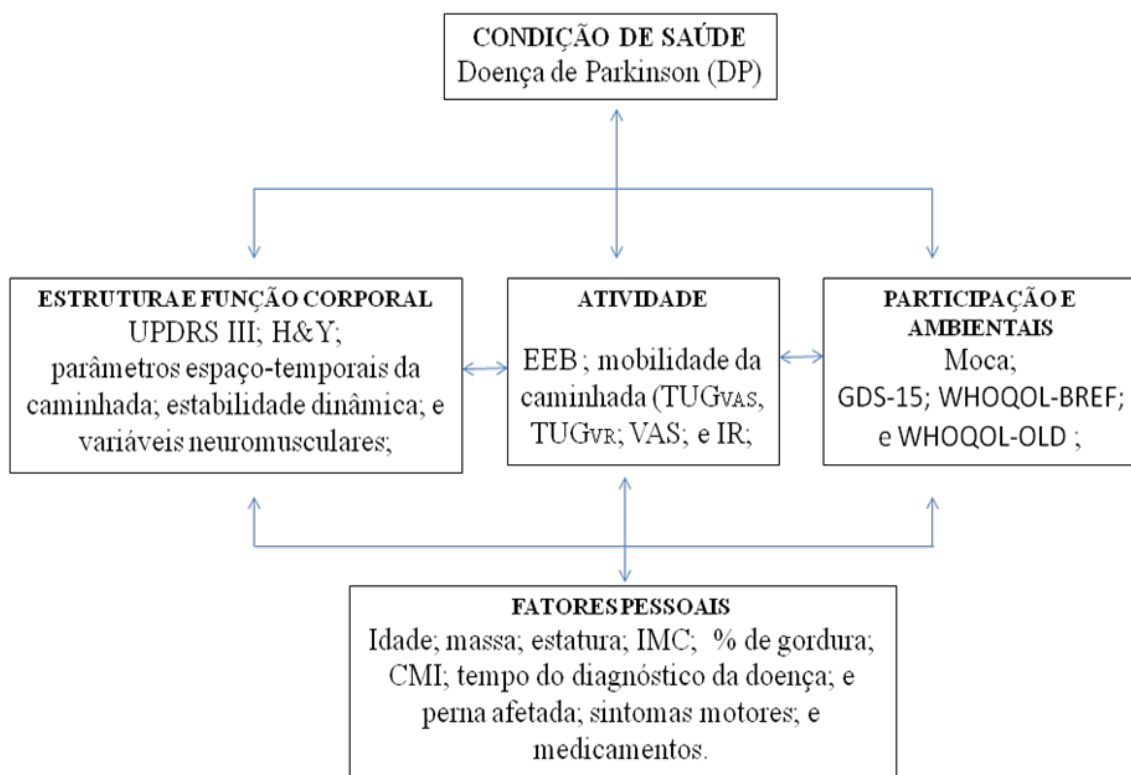 CONDIÇÃO DE SAÚDE
Doença de Parkinson (DP)
ESTRUTURA E FUNÇÃO CORPORAL
UPDRS III; H&Y;
parâmetros espaço-temporais da
caminhada; estabilidade dinâmica; e
variáveis neuromusculares;
ATIVIDADE
EEB ; mobilidade da
caminhada (TUGVAS,
TUGVR; VAS; e IR;
PARTICIPAÇÃO E
AMBIENTAIS
Moca;
GDS-15; WHOQOL-BREF;
e WHOQOL-OLD ;
FATORES PESSOAIS
Idade; massa; estatura; IMC; % de gordura;
CMI; tempo do diagnóstico da doença; e
perna afetada; sintomas motores; e
medicamentos.